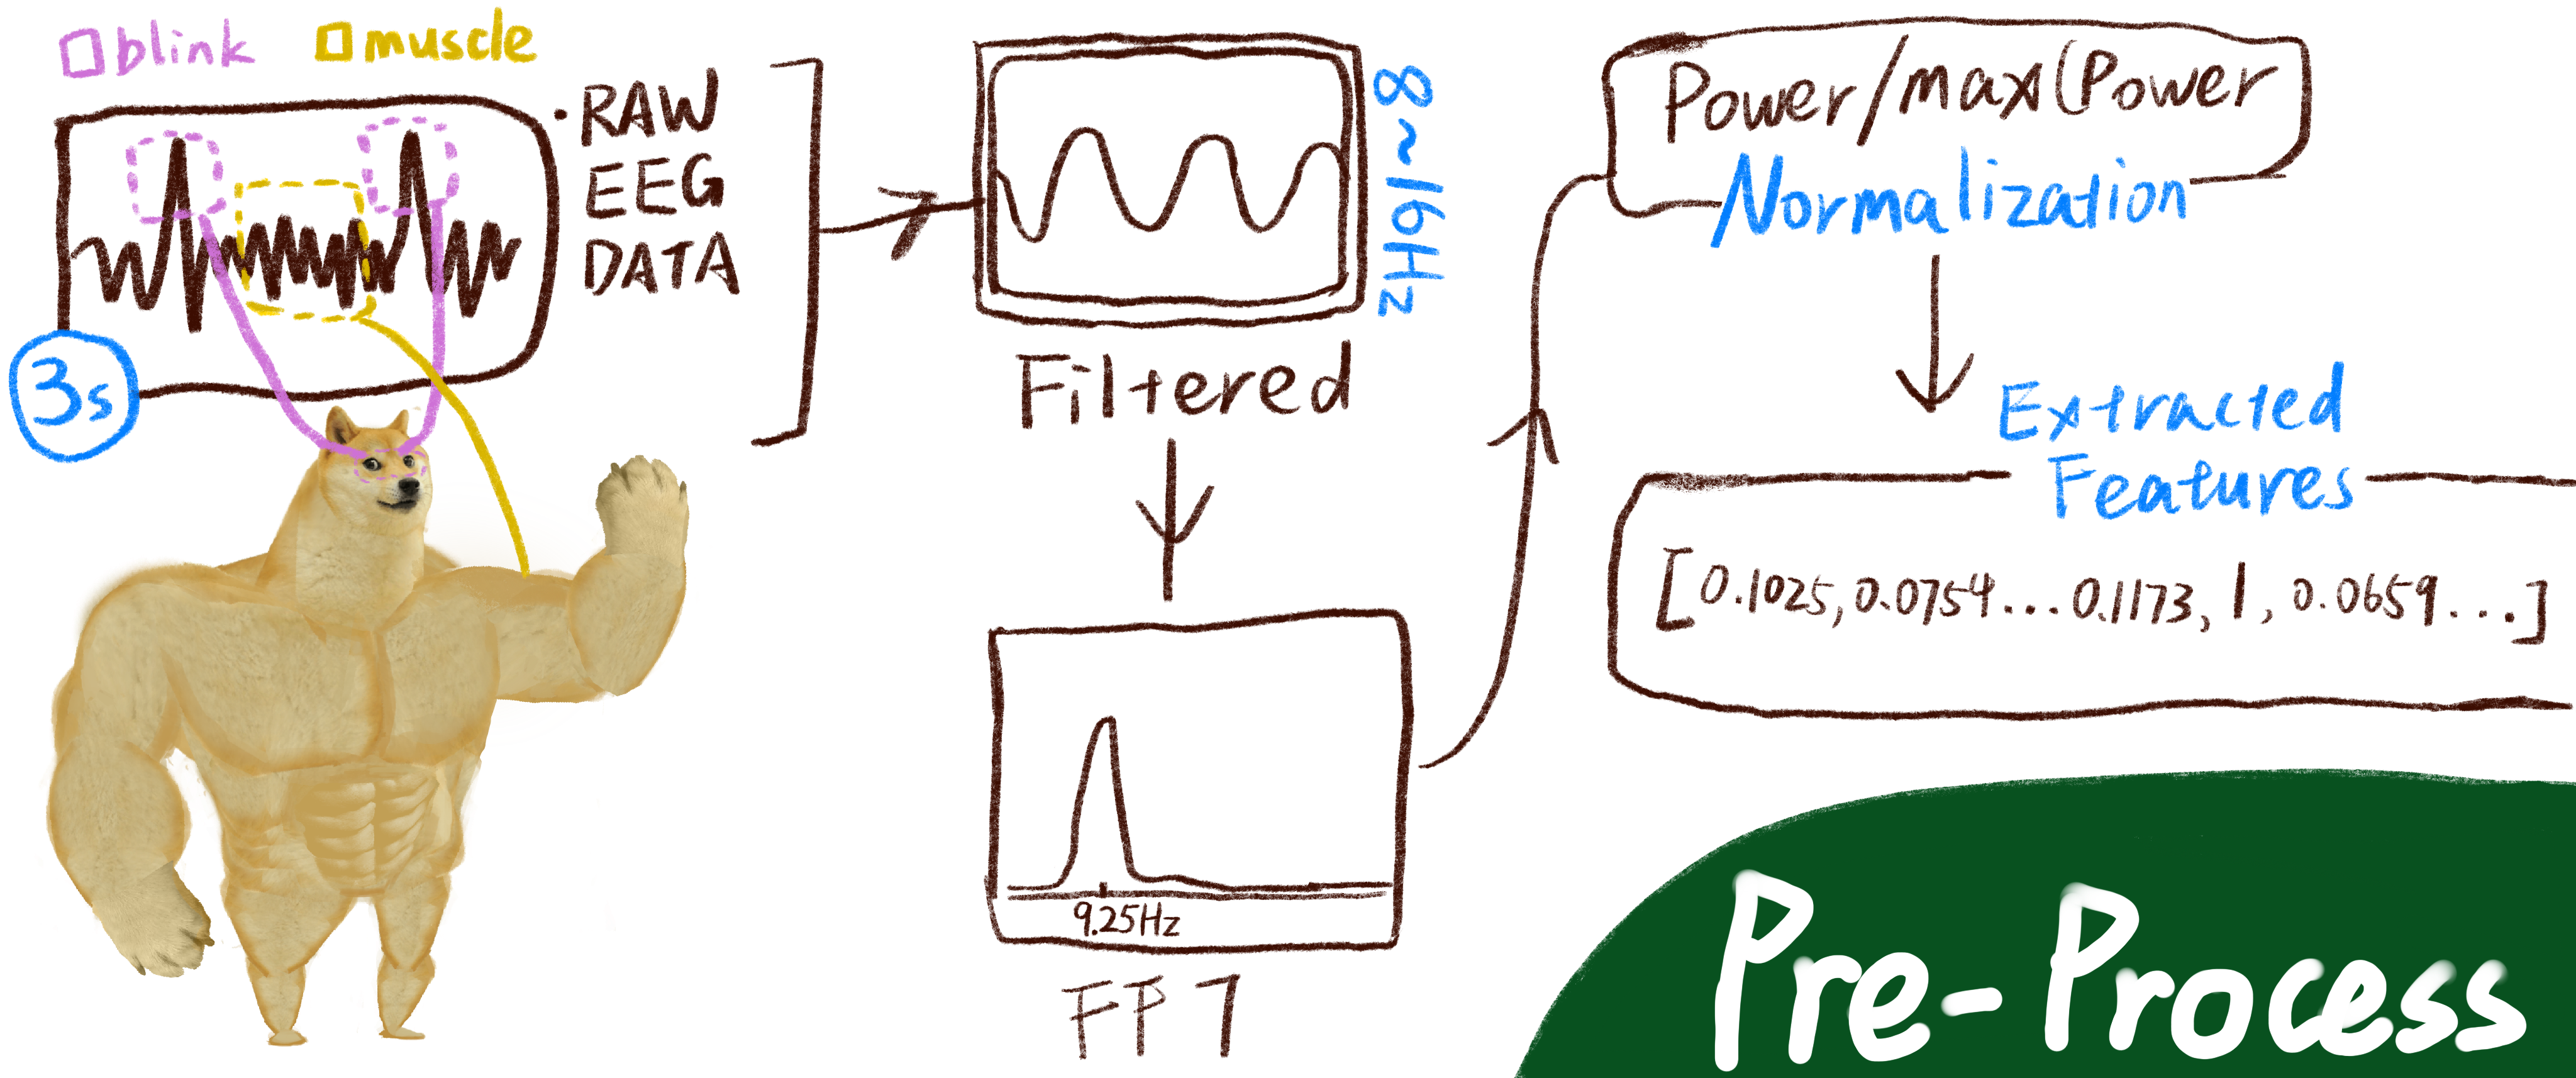 blink muscle
·RAW
EEG
DATA
3s
8~16Hz
Filtered
9.25Hz
FP7
Power/max(Power
Normalization
Extracted
Features
[0.1025, 0.0754...0.1173, 1, 0.0659...]
Pre-Process